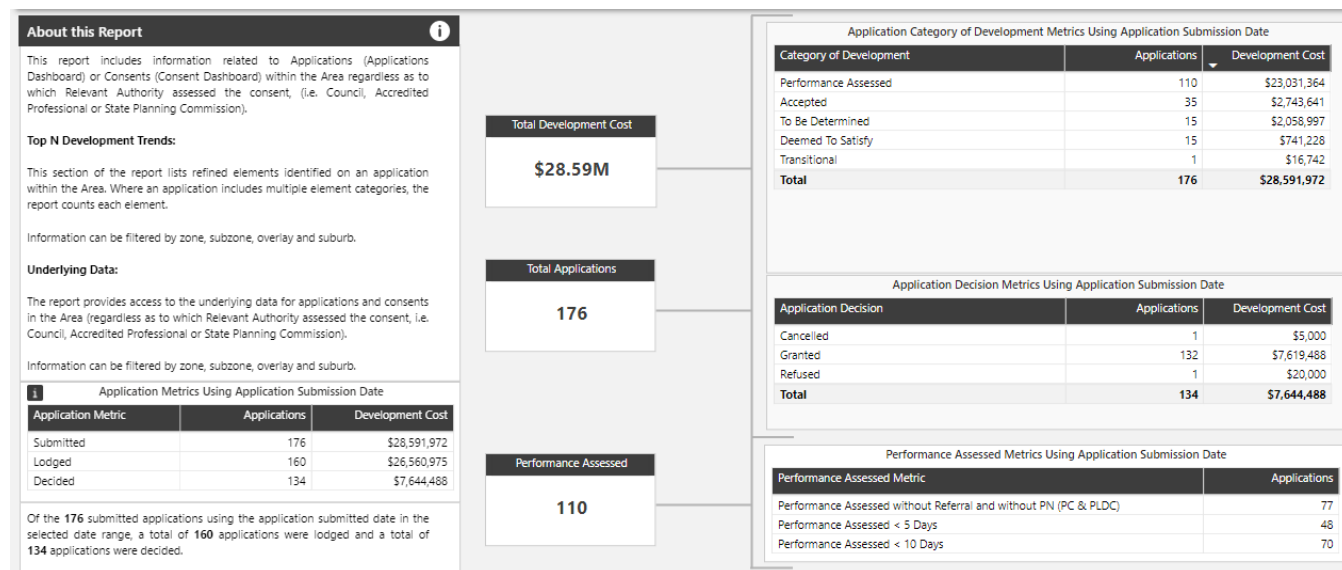 About this Report
This report includes information related to Applications (Applications
Dashboard) or Consents (Consent Dashboard) within the Area regardless as to
which Relevant Authority assessed the consent, (i.e. Council, Accredited
Professional or State Planning Commission).
Top N Development Trends:
This section of the report lists refined elements identified on an application
within the Area. Where an application includes multiple element categories, the
report counts each element.
Information can be filtered by zone, subzone, overlay and suburb.
Underlying Data:
The report provides access to the underlying data for applications and consents
in the Area (regardless as to which Relevant Authority assessed the consent, i.e.
Council, Accredited Professional or State Planning Commission).
Information can be filtered by zone, subzone, overlay and suburb.
Application Metrics Using Application Submission Date
Application Metric Applications Development Cost
Submitted 176 $28,591,972
Lodged 160 $26,560,975
Decided 134 $7,644,488
Of the 176 submitted applications using the application submitted date in the
selected date range, a total of 160 applications were lodged and a total of
134 applications were decided.
Total Development Cost
$28.59M
Total Applications
176
Performance Assessed
110
Application Category of Development Metrics Using Application Submission Date
Category of Development Applications Development Cost
Performance Assessed 110 $23,031,364
Accepted 35 $2,743,641
To Be Determined 15 $2,058,997
Deemed To Satisfy 15 $741,228
Transitional 1 $16,742
Total 176 $28,591,972
Application Decision Metrics Using Application Submission Date
Application Decision Applications Development Cost
Cancelled 1 $5,000
Granted 132 $7,619,488
Refused 1 $20,000
Total 134 $7,644,488
Performance Assessed Metrics Using Application Submission Date
Performance Assessed Metric Applications
Performance Assessed without Referral and without PN (PC & PLDC) 77
Performance Assessed < 5 Days 48
Performance Assessed < 10 Days 70